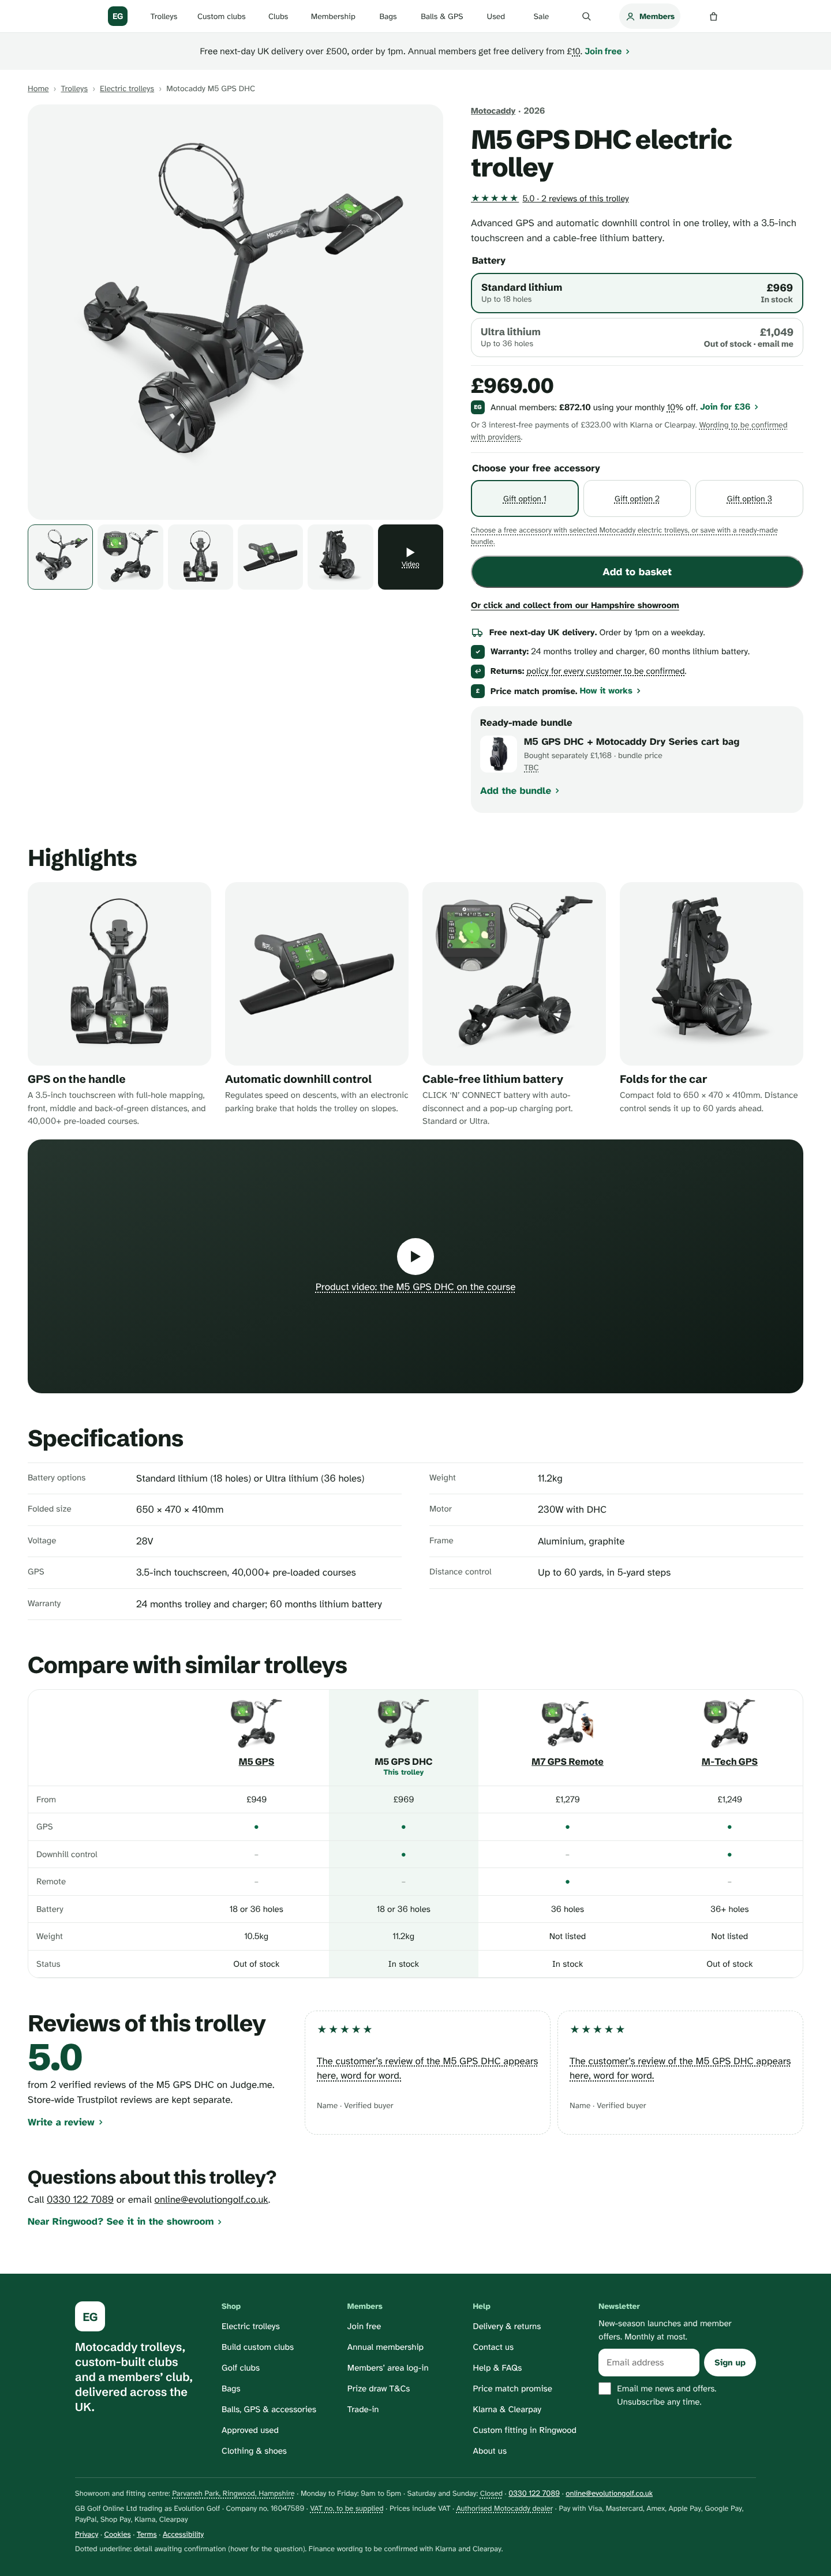 EG
Trolleys
Custom clubs
Clubs
Membership
Bags
Balls & GPS
Used
Sale
Members
Free next-day UK delivery over £500, order by 1pm. Annual members get free delivery from £10. Join free ›
Home › Trolleys › Electric trolleys › Motocaddy M5 GPS DHC
Motocaddy · 2026
M5 GPS DHC electric
trolley
★★★★★ 5.0 · 2 reviews of this trolley
Advanced GPS and automatic downhill control in one trolley, with a 3.5-inch
touchscreen and a cable-free lithium battery.
Battery
Standard lithium £969
Up to 18 holes In stock
Ultra lithium £1,049
Up to 36 holes Out of stock · email me
£969.00
EG Annual members: £872.10 using your monthly 10% off. Join for £36 ›
Or 3 interest-free payments of £323.00 with Klarna or Clearpay. Wording to be confirmed
with providers.
Choose your free accessory
Gift option 1
Gift option 2
Gift option 3
Choose a free accessory with selected Motocaddy electric trolleys, or save with a ready-made
bundle.
Video
Add to basket
Or click and collect from our Hampshire showroom
Free next-day UK delivery. Order by 1pm on a weekday.
Warranty: 24 months trolley and charger, 60 months lithium battery.
Returns: policy for every customer to be confirmed.
£ Price match promise. How it works ›
Ready-made bundle
M5 GPS DHC + Motocaddy Dry Series cart bag
Bought separately £1,168 · bundle price
TBC
Add the bundle ›
Highlights
GPS on the handle
A 3.5-inch touchscreen with full-hole mapping,
front, middle and back-of-green distances, and
40,000+ pre-loaded courses.
Automatic downhill control
Regulates speed on descents, with an electronic
parking brake that holds the trolley on slopes.
Cable-free lithium battery
CLICK ‘N’ CONNECT battery with auto-
disconnect and a pop-up charging port.
Standard or Ultra.
Folds for the car
Compact fold to 650 × 470 × 410mm. Distance
control sends it up to 60 yards ahead.
Product video: the M5 GPS DHC on the course
Specifications
Battery options Standard lithium (18 holes) or Ultra lithium (36 holes)
Weight 11.2kg
Folded size 650 × 470 × 410mm
Motor 230W with DHC
Voltage 28V
Frame Aluminium, graphite
GPS 3.5-inch touchscreen, 40,000+ pre-loaded courses
Distance control Up to 60 yards, in 5-yard steps
Warranty 24 months trolley and charger; 60 months lithium battery
Compare with similar trolleys
M5 GPS M5 GPS DHC M7 GPS Remote M-Tech GPS
This trolley
From £949 £969 £1,279 £1,249
GPS ● ● ● ●
Downhill control – ● – ●
Remote – – ● –
Battery 18 or 36 holes 18 or 36 holes 36 holes 36+ holes
Weight 10.5kg 11.2kg Not listed Not listed
Status Out of stock In stock In stock Out of stock
Reviews of this trolley
5.0
from 2 verified reviews of the M5 GPS DHC on Judge.me.
Store-wide Trustpilot reviews are kept separate.
Write a review ›
★★★★★
The customer’s review of the M5 GPS DHC appears
here, word for word.
Name · Verified buyer
★★★★★
The customer’s review of the M5 GPS DHC appears
here, word for word.
Name · Verified buyer
Questions about this trolley?
Call 0330 122 7089 or email online@evolutiongolf.co.uk.
Near Ringwood? See it in the showroom ›
EG
Motocaddy trolleys,
custom-built clubs
and a members’ club,
delivered across the
UK.
Shop
Electric trolleys
Build custom clubs
Golf clubs
Bags
Balls, GPS & accessories
Approved used
Clothing & shoes
Members
Join free
Annual membership
Members’ area log-in
Prize draw T&Cs
Trade-in
Help
Delivery & returns
Contact us
Help & FAQs
Price match promise
Klarna & Clearpay
Custom fitting in Ringwood
About us
Newsletter
New-season launches and member
offers. Monthly at most.
Email address
Sign up
Email me news and offers.
Unsubscribe any time.
Showroom and fitting centre: Parvaneh Park, Ringwood, Hampshire · Monday to Friday: 9am to 5pm · Saturday and Sunday: Closed · 0330 122 7089 · online@evolutiongolf.co.uk
GB Golf Online Ltd trading as Evolution Golf · Company no. 16047589 · VAT no. to be supplied · Prices include VAT · Authorised Motocaddy dealer · Pay with Visa, Mastercard, Amex, Apple Pay, Google Pay,
PayPal, Shop Pay, Klarna, Clearpay
Privacy · Cookies · Terms · Accessibility
Dotted underline: detail awaiting confirmation (hover for the question). Finance wording to be confirmed with Klarna and Clearpay.